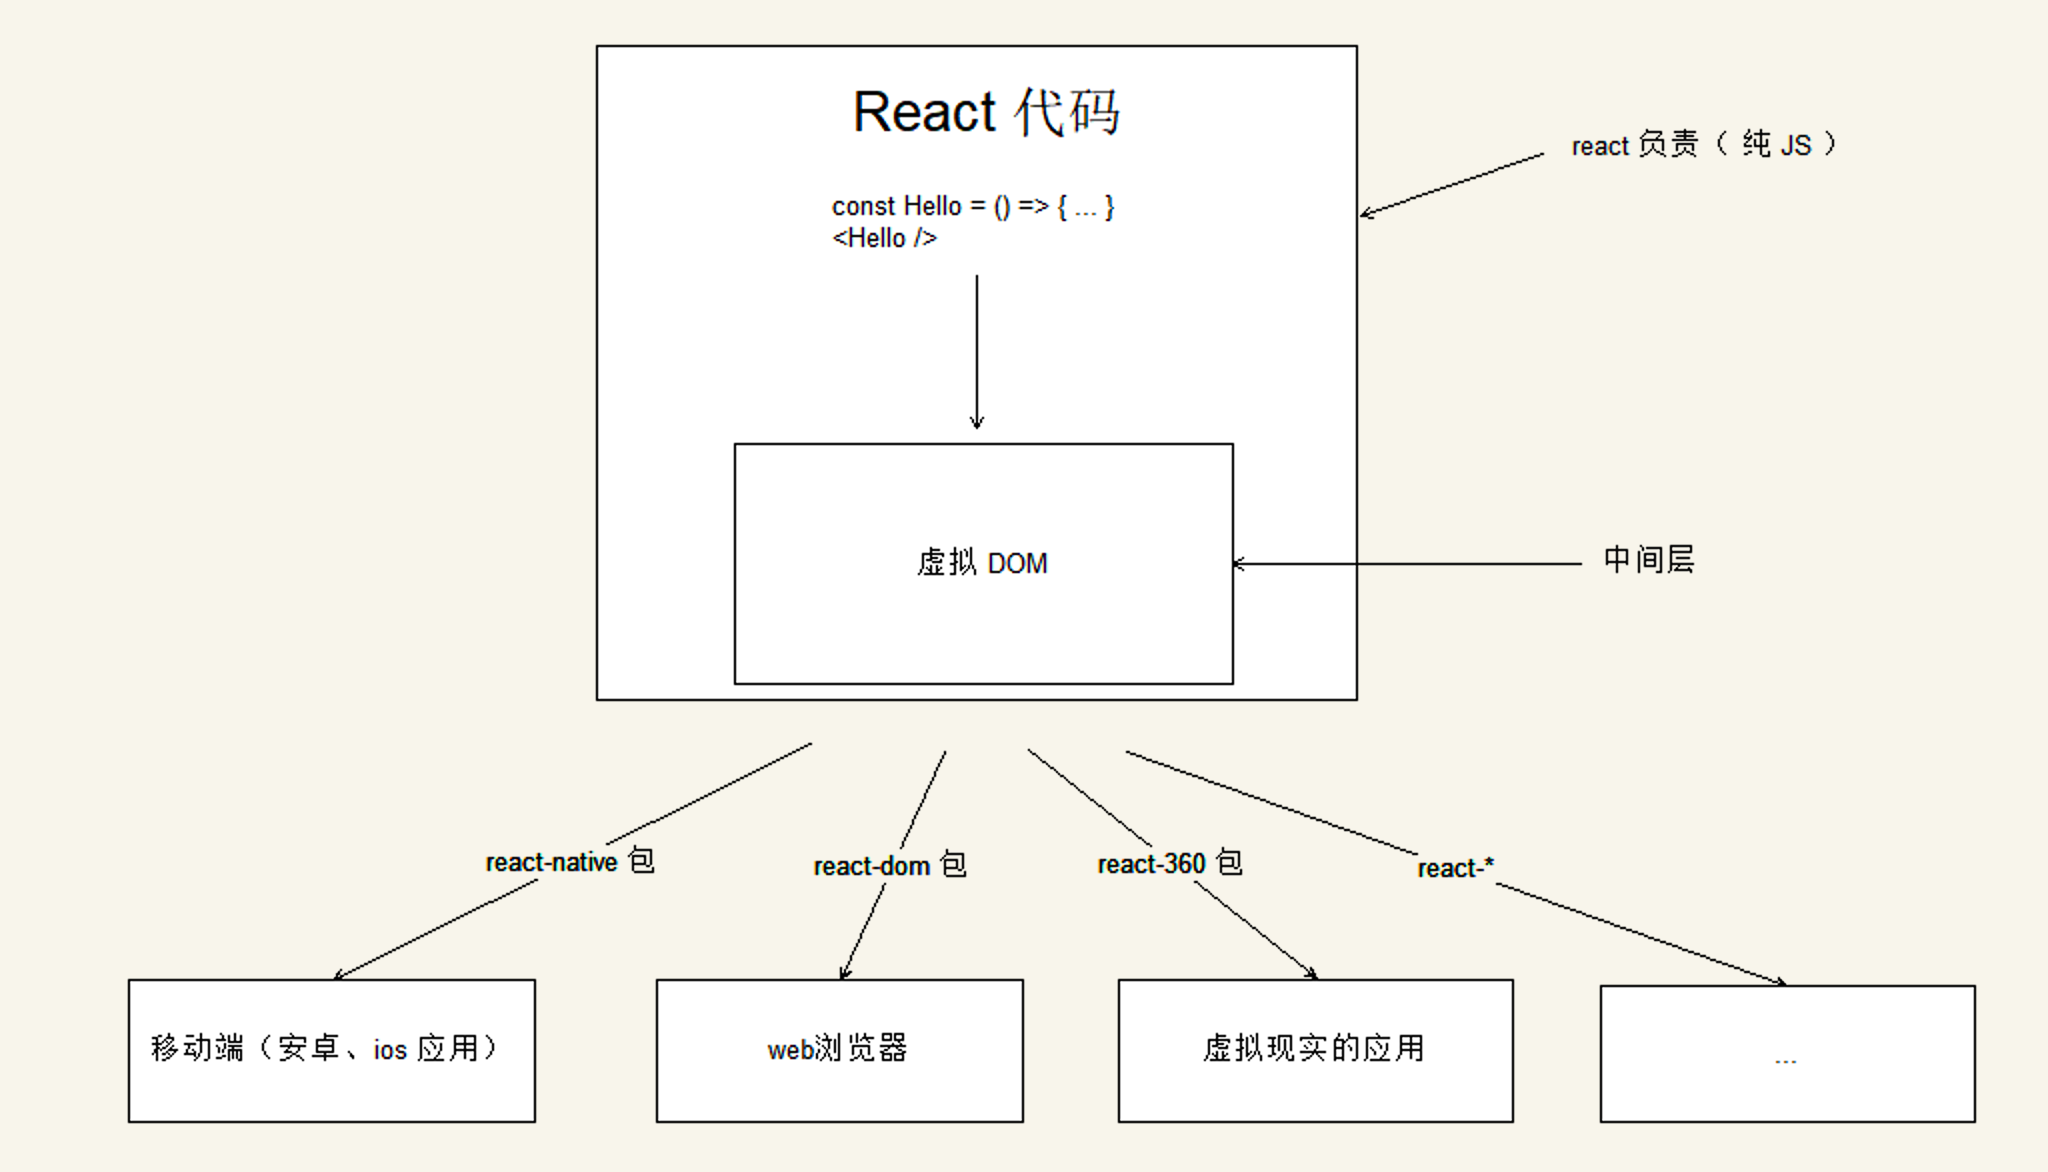 React 代码
react 负责（ 纯 JS ）
const Hello = () => { ... }
<Hello />
虚拟 DOM
中间层
react-native 包
react-dom 包
react-360 包
react-*
移动端（安卓、ios 应用）
web浏览器
虚拟现实的应用
...